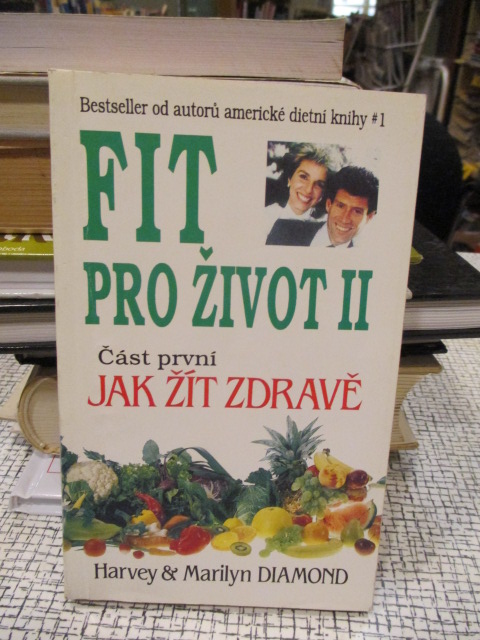 Bestseller od autorů americké dietní knihy #1
FIT
PRO ŽIVOT II
Část první
JAK ŽÍT ZDRAVĚ
Harvey & Marilyn DIAMOND